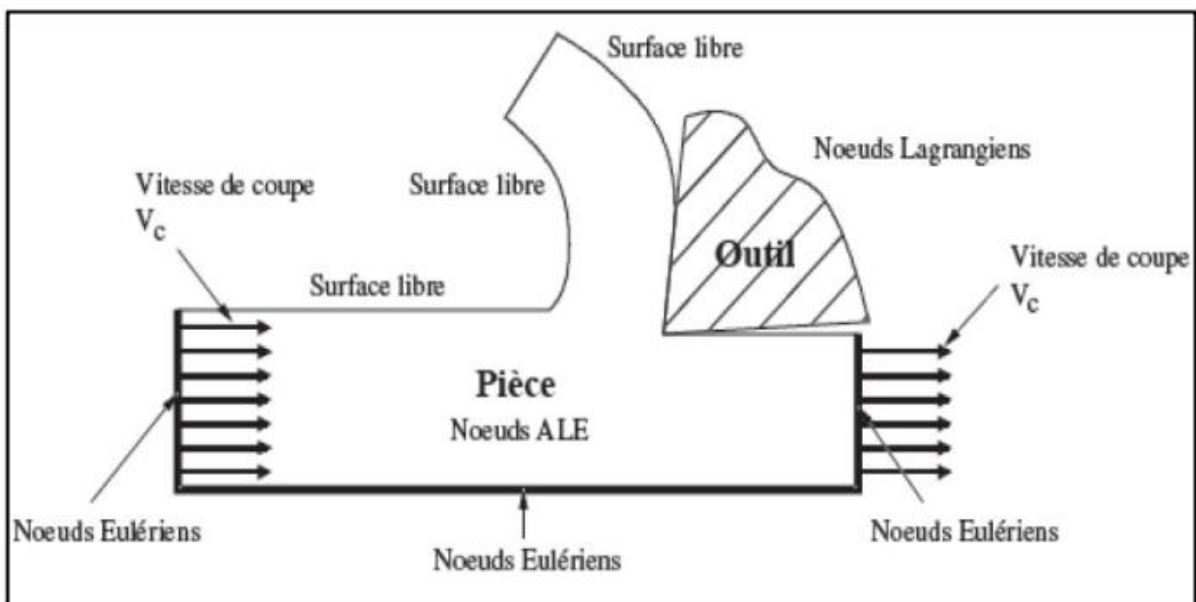 Surface libre
Noeuds Lagrangiens
Vitesse de coupe
Vc
Surface libre
Outil
Vitesse de coupe
Vc
Surface libre
Pièce
Noeuds ALE
Noeuds Eulériens
Noeuds Eulériens
Noeuds Eulériens